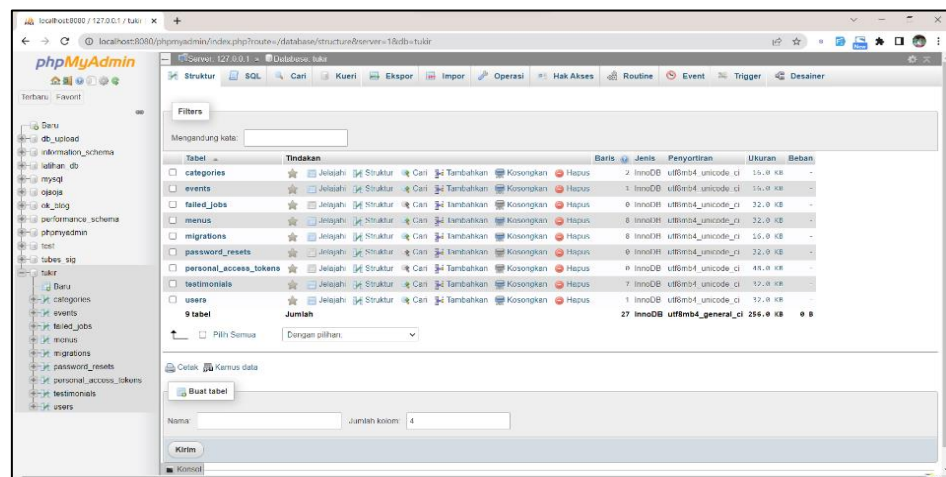 localhost:8080 / 127.0.0.1 / tukir
localhost:8080/phpmyadmin/index.php?route=/database/structure&server=1&db=tukir
phpMyAdmin
Terbaru Favorit
Baru
db_upload
information_schema
latihan_db
mysql
ojsojs
ok_blog
performance_schema
phpmyadmin
test
tubes_sig
tukir
Baru
categories
events
failed_jobs
menus
migrations
password_resets
personal_access_tokens
testimonials
users
Server: 127.0.0.1 » Database: tukir
Struktur SQL Cari Kueri Ekspor Impor Operasi Hak Akses Routine Event Trigger Desainer
Filters
Mengandung kata:
Tabel Tindakan Baris Jenis Penyortiran Ukuran Beban
categories Jelajahi Struktur Cari Tambahkan Kosongkan Hapus 2 InnoDB utf8mb4_unicode_ci 16.0 KB -
events Jelajahi Struktur Cari Tambahkan Kosongkan Hapus 1 InnoDB utf8mb4_unicode_ci 16.0 KB -
failed_jobs Jelajahi Struktur Cari Tambahkan Kosongkan Hapus 0 InnoDB utf8mb4_unicode_ci 32.0 KB -
menus Jelajahi Struktur Cari Tambahkan Kosongkan Hapus 8 InnoDB utf8mb4_unicode_ci 32.0 KB -
migrations Jelajahi Struktur Cari Tambahkan Kosongkan Hapus 8 InnoDB utf8mb4_unicode_ci 16.0 KB -
password_resets Jelajahi Struktur Cari Tambahkan Kosongkan Hapus 0 InnoDB utf8mb4_unicode_ci 32.0 KB -
personal_access_tokens Jelajahi Struktur Cari Tambahkan Kosongkan Hapus 0 InnoDB utf8mb4_unicode_ci 48.0 KB -
testimonials Jelajahi Struktur Cari Tambahkan Kosongkan Hapus 7 InnoDB utf8mb4_unicode_ci 32.0 KB -
users Jelajahi Struktur Cari Tambahkan Kosongkan Hapus 1 InnoDB utf8mb4_unicode_ci 32.0 KB -
9 tabel Jumlah 27 InnoDB utf8mb4_general_ci 256.0 KB 0 B
Pilih Semua Dengan pilihan:
Cetak Kamus data
Buat tabel
Nama: Jumlah kolom: 4
Kirim
Konsol